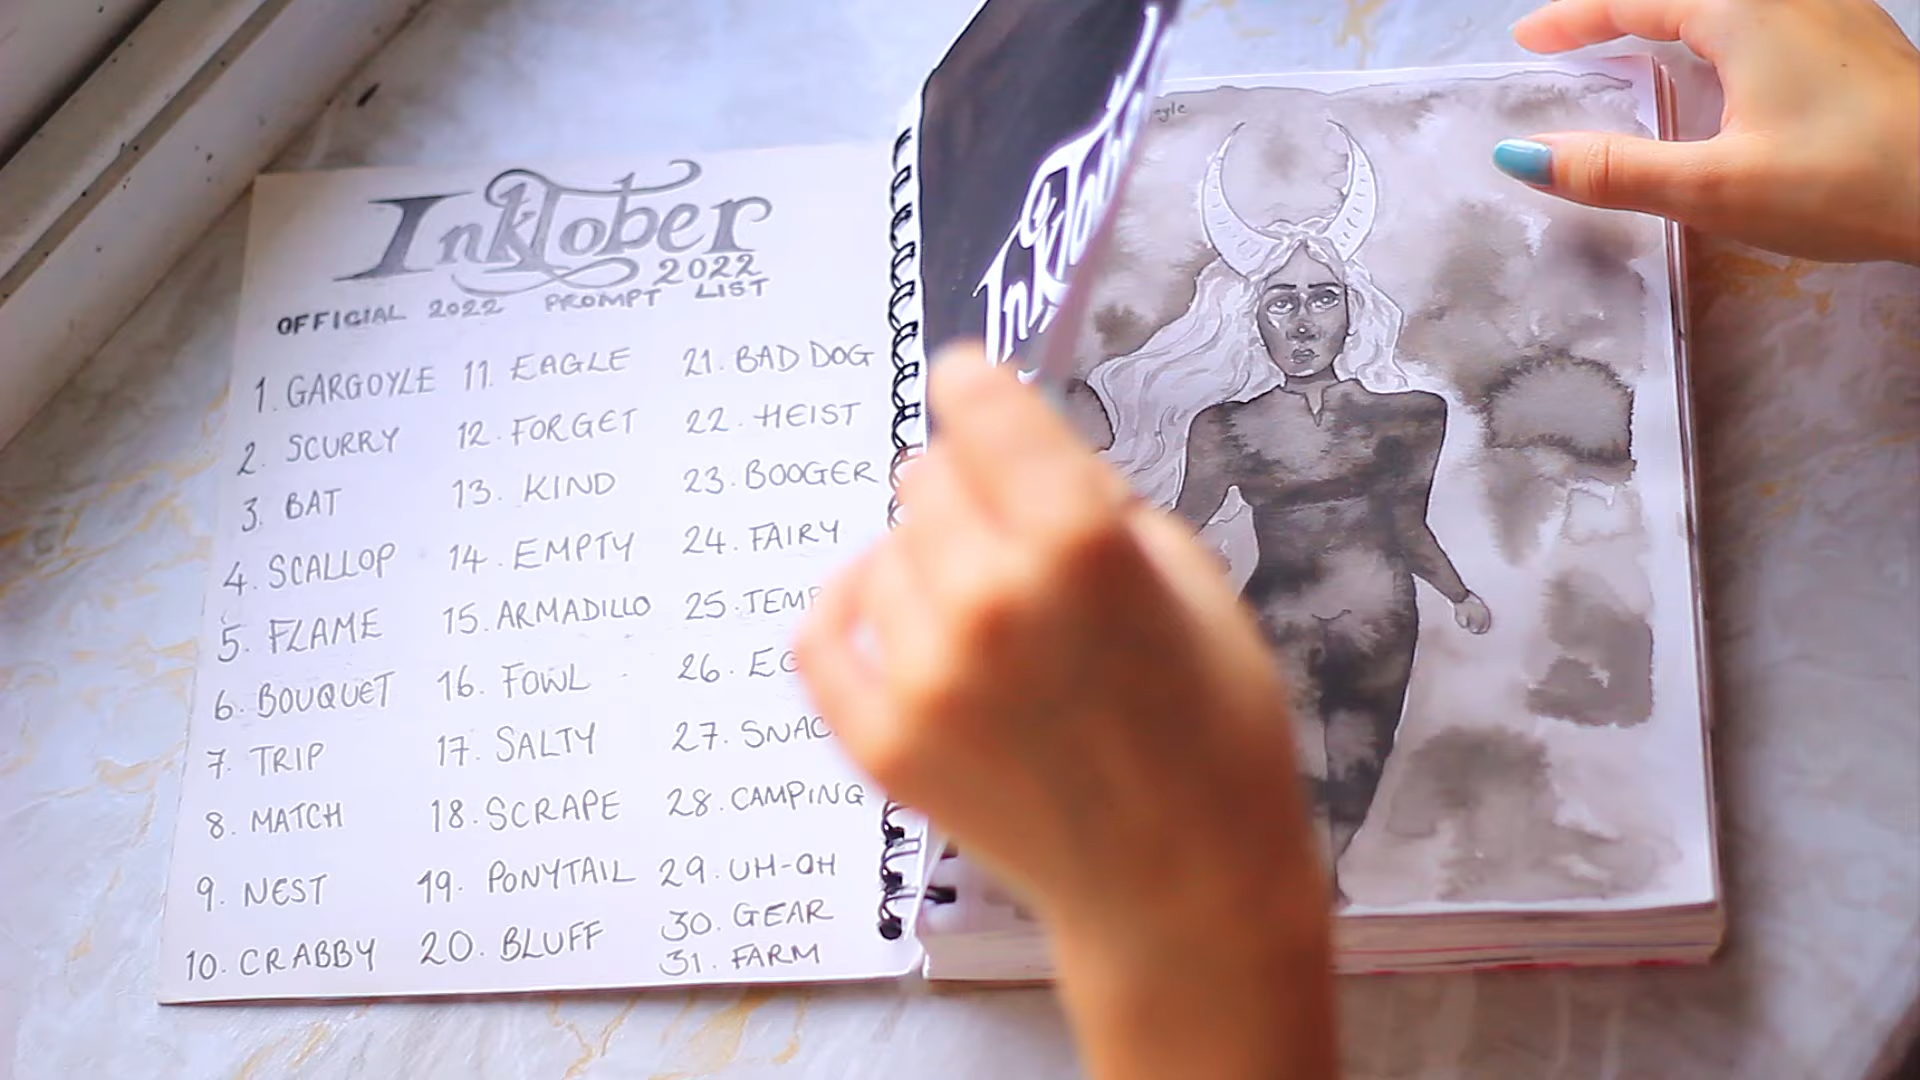 InkTober
2022
OFFICIAL 2022 PROMPT LIST
1. GARGOYLE
2. SCURRY
3. BAT
4. SCALLOP
5. FLAME
6. BOUQUET
7. TRIP
8. MATCH
9. NEST
10. CRABBY
11. EAGLE
12. FORGET
13. KIND
14. EMPTY
15. ARMADILLO
16. FOWL
17. SALTY
18. SCRAPE
19. PONYTAIL
20. BLUFF
21. BAD DOG
22. HEIST
23. BOOGER
24. FAIRY
25.
26.
27.
28. CAMPING
29. UH-OH
30. GEAR
31. FARM